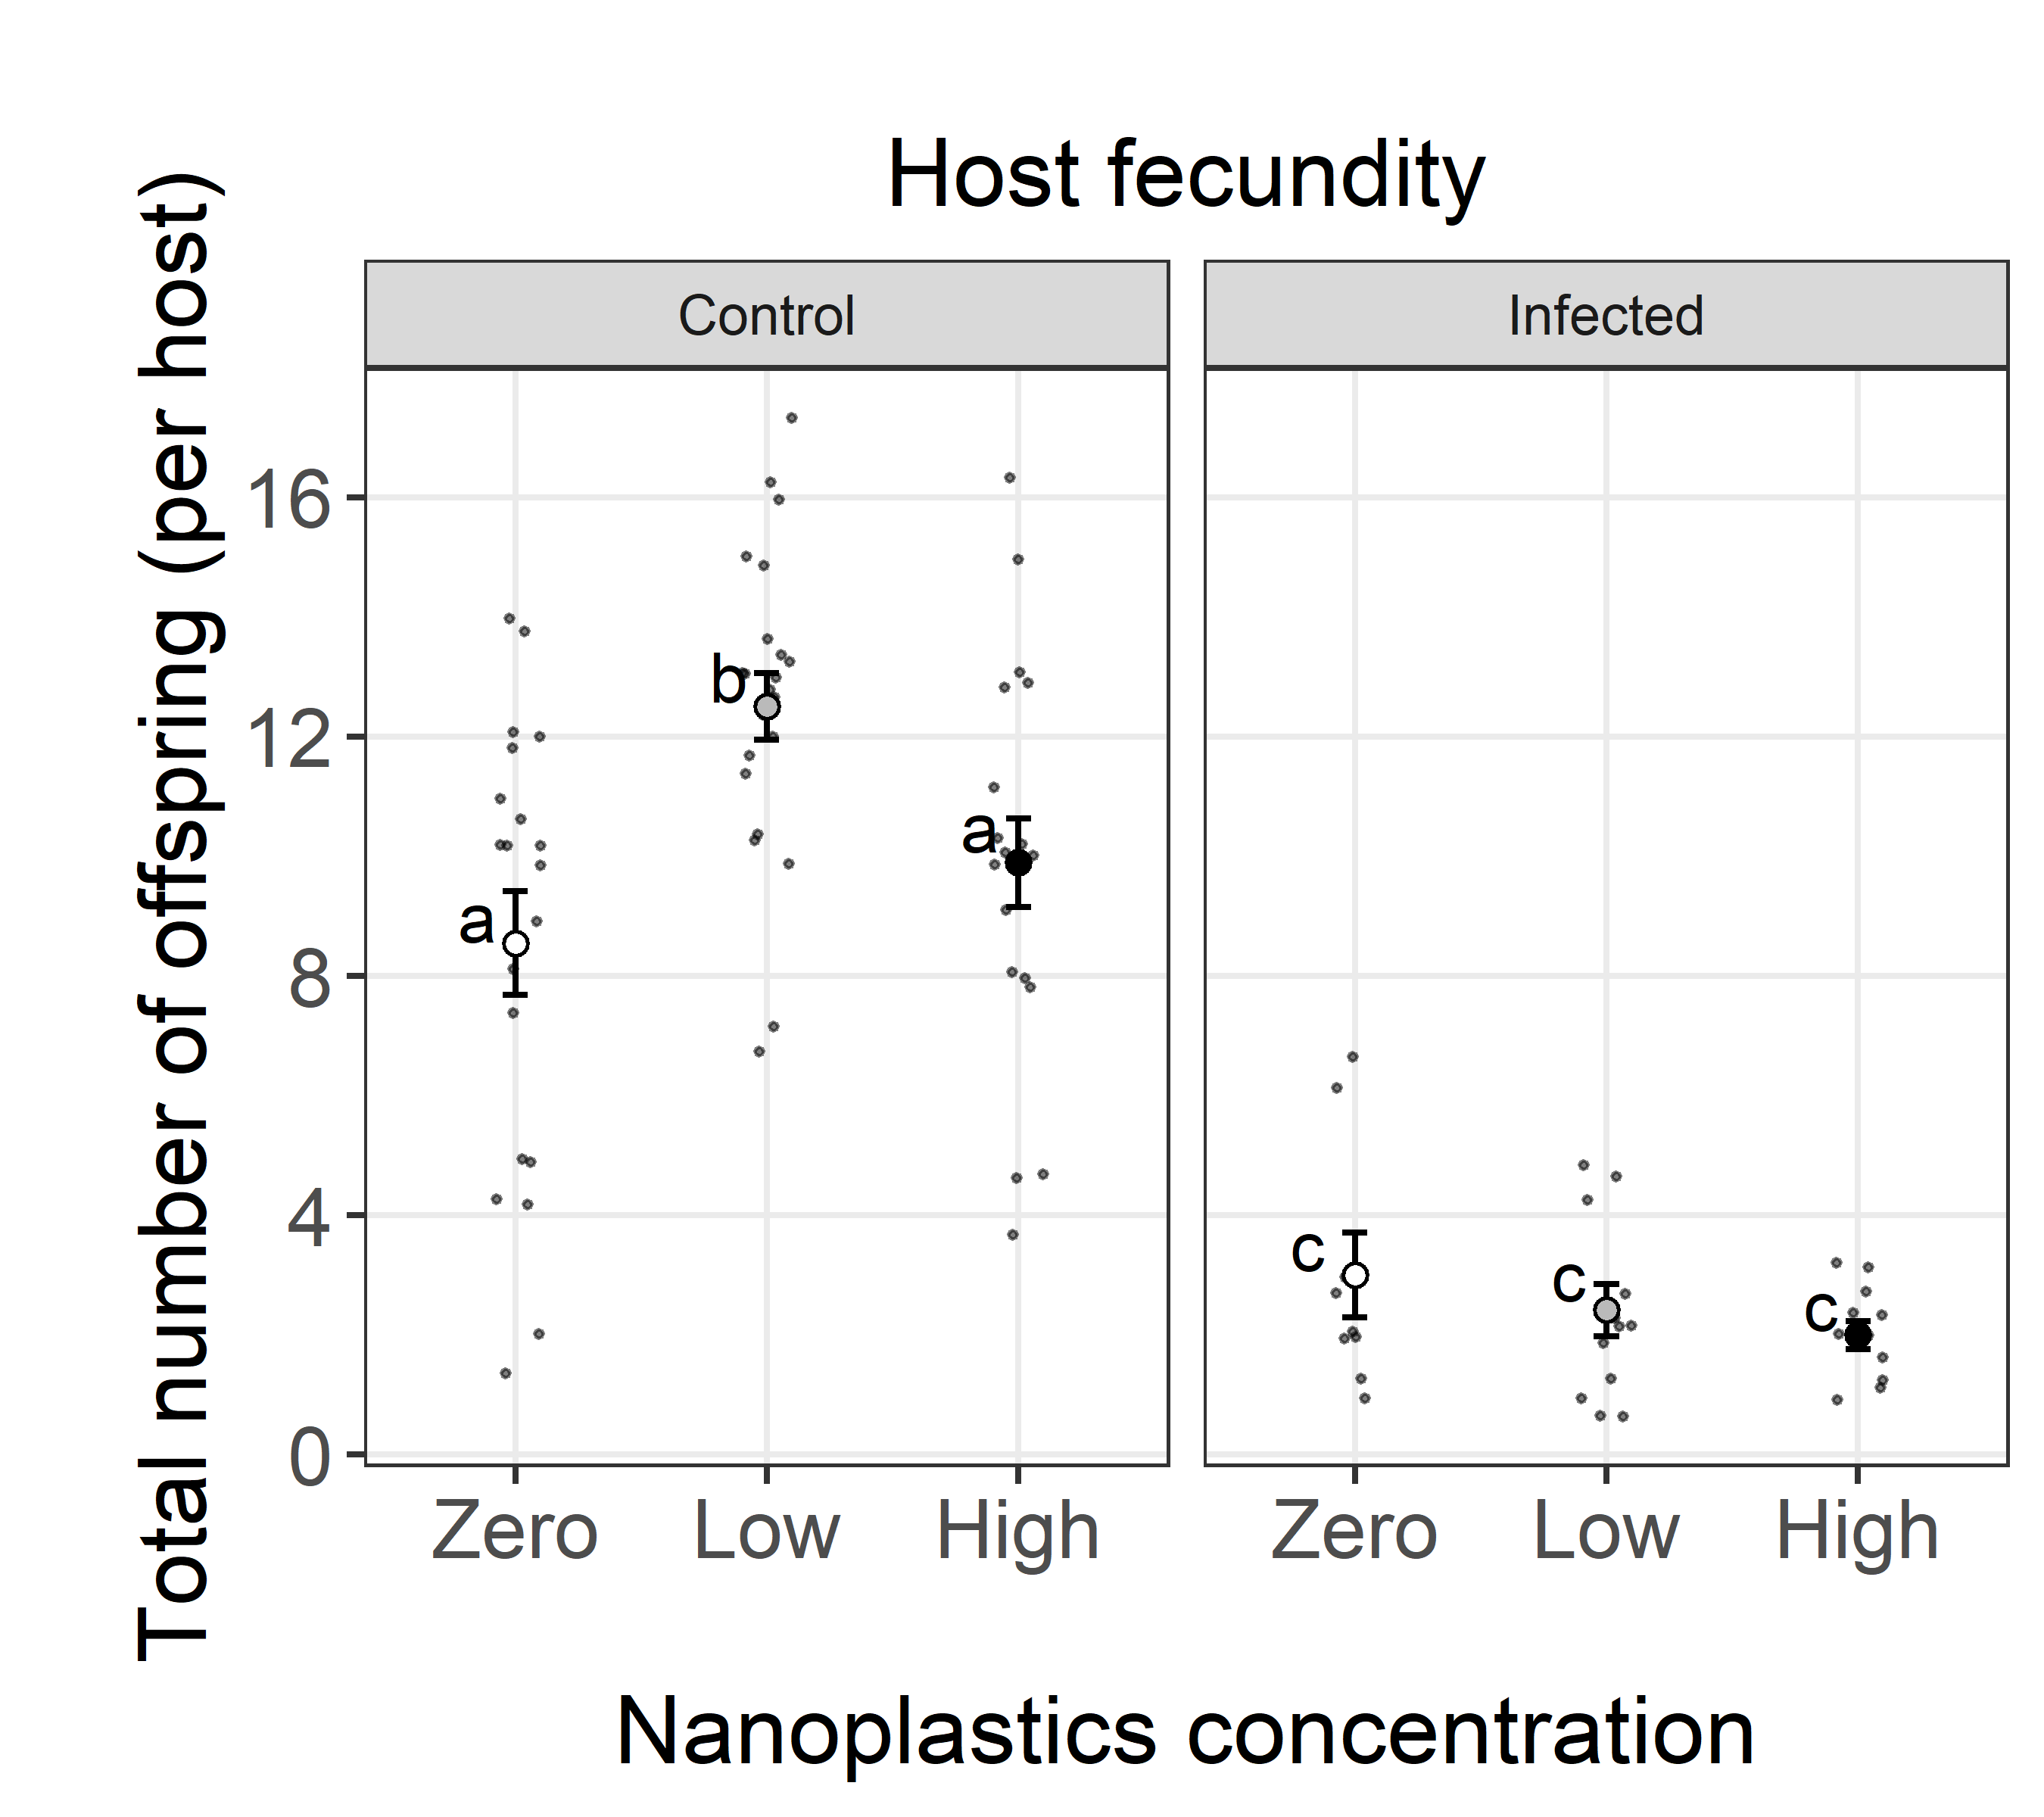 Host fecundity
Control
Infected
Total number of offspring (per host)
16
12
8
4
0
a
b
a
c
c
c
Zero
Low
High
Zero
Low
High
Nanoplastics concentration